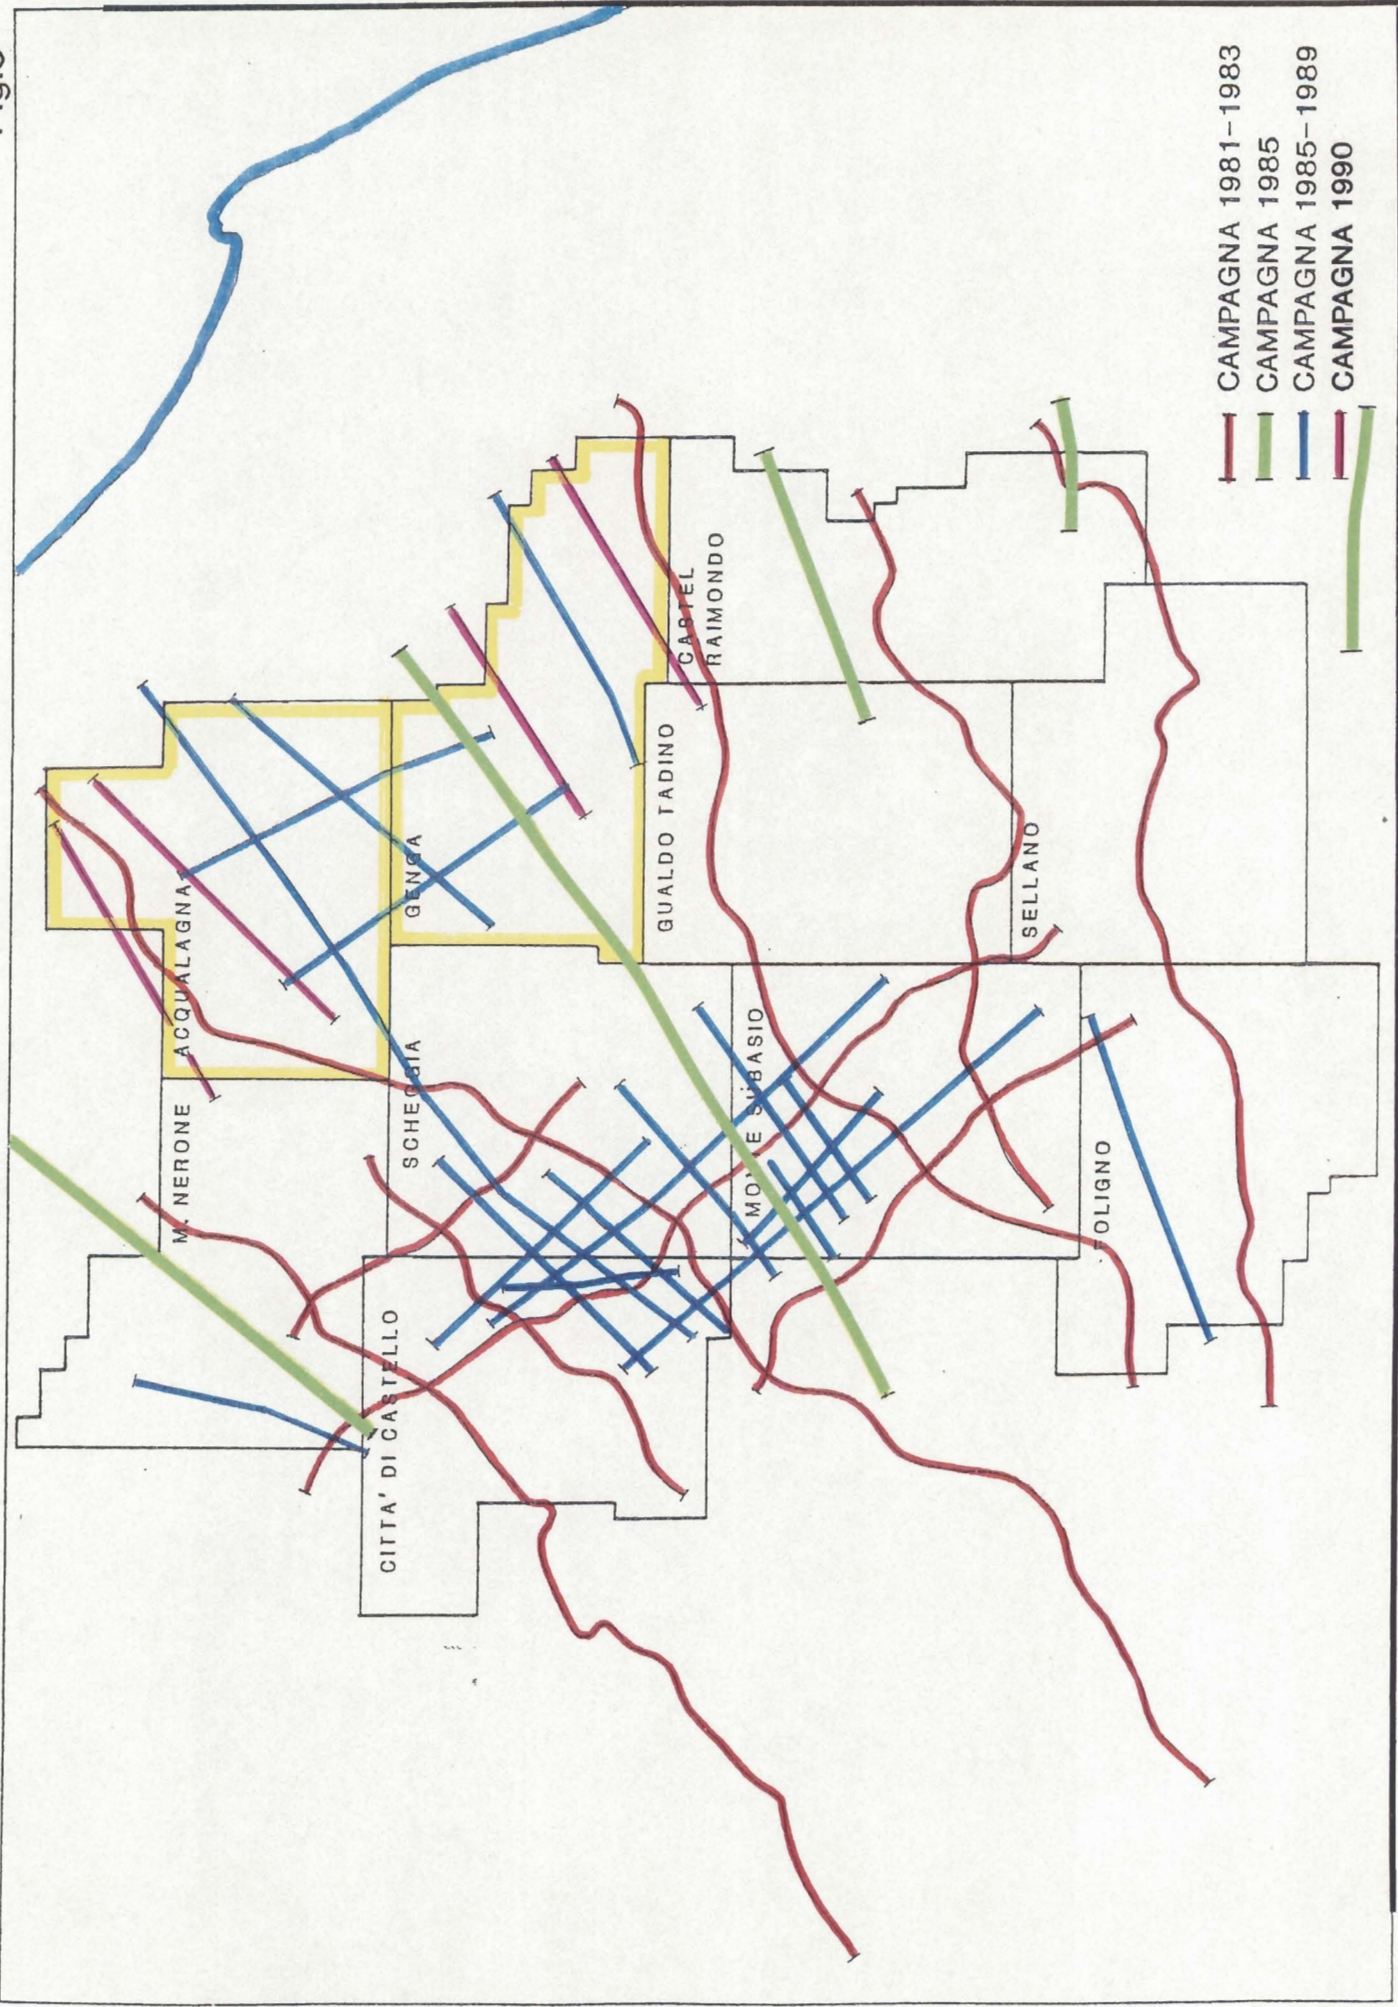 M. NERONE
ACQUALAGNA
CITTA' DI CASTELLO
SCHEGGIA
GENGA
GUALDO TADINO
CASTEL
RAIMONDO
MONTE SUBASIO
SELLANO
FOLIGNO
CAMPAGNA 1981-1983
CAMPAGNA 1985
CAMPAGNA 1985-1989
CAMPAGNA 1990